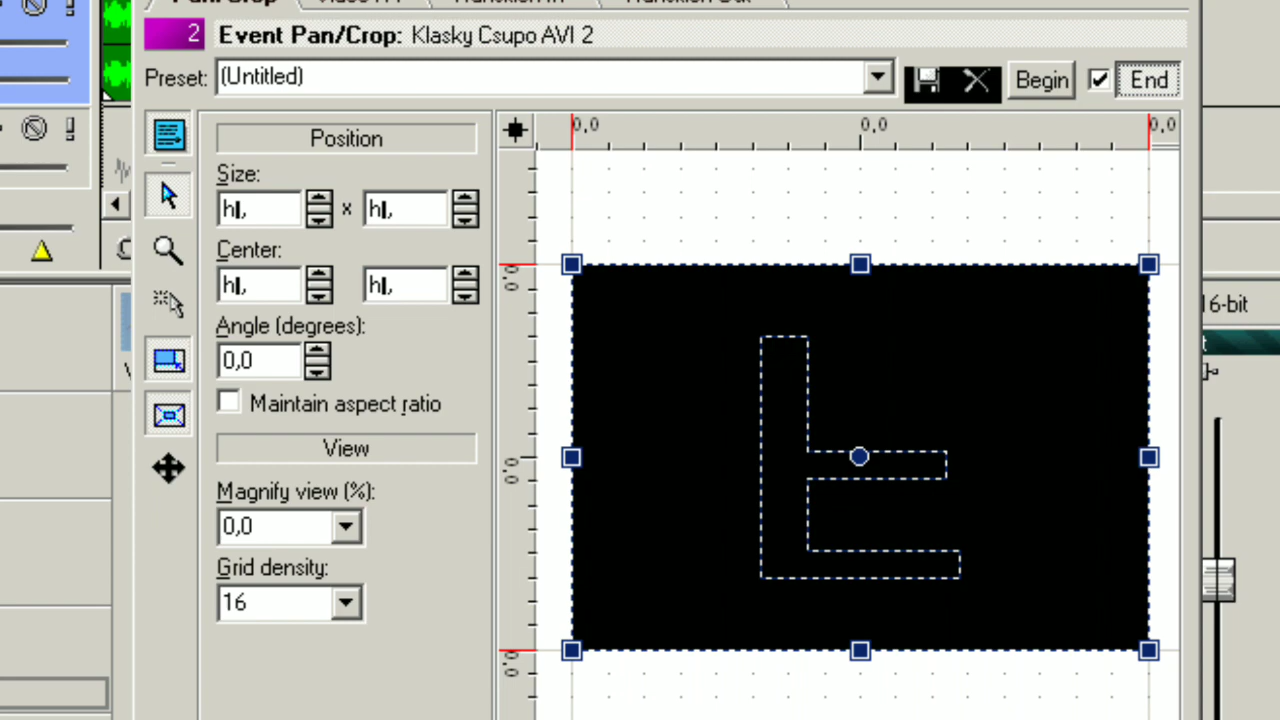 Pan/Crop
2 Event Pan/Crop: Klasky Csupo AVI 2
Preset: (Untitled) Begin End
Position
Size:
hl, x hl,
Center:
hl, hl,
Angle (degrees):
0,0
Maintain aspect ratio
View
Magnify view (%):
0,0
Grid density:
16
0,0 0,0 0,0
0,0
0,0
0,0
16-bit